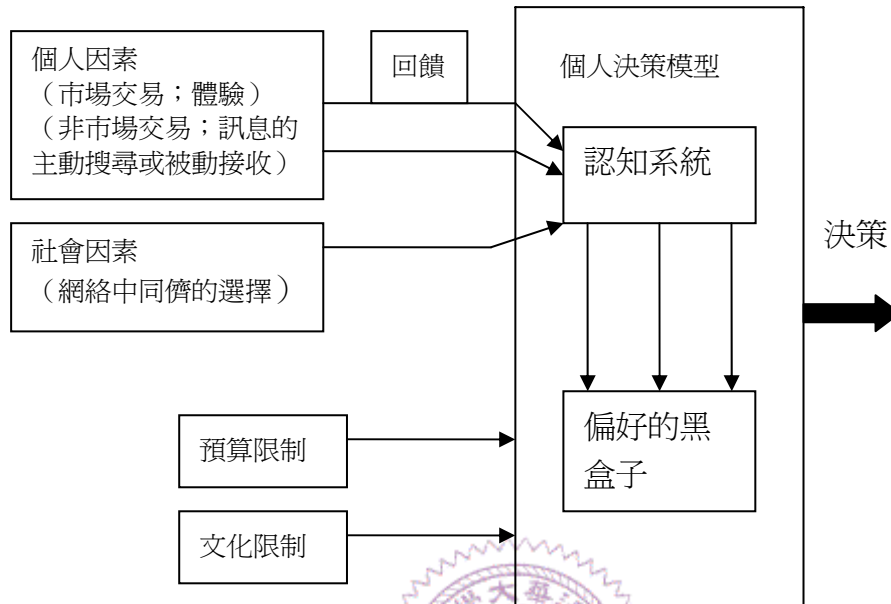 個人因素
（市場交易；體驗）
（非市場交易；訊息的
主動搜尋或被動接收）
回饋
個人決策模型
認知系統
社會因素
（網絡中同儕的選擇）
決策
偏好的黑
盒子
預算限制
文化限制